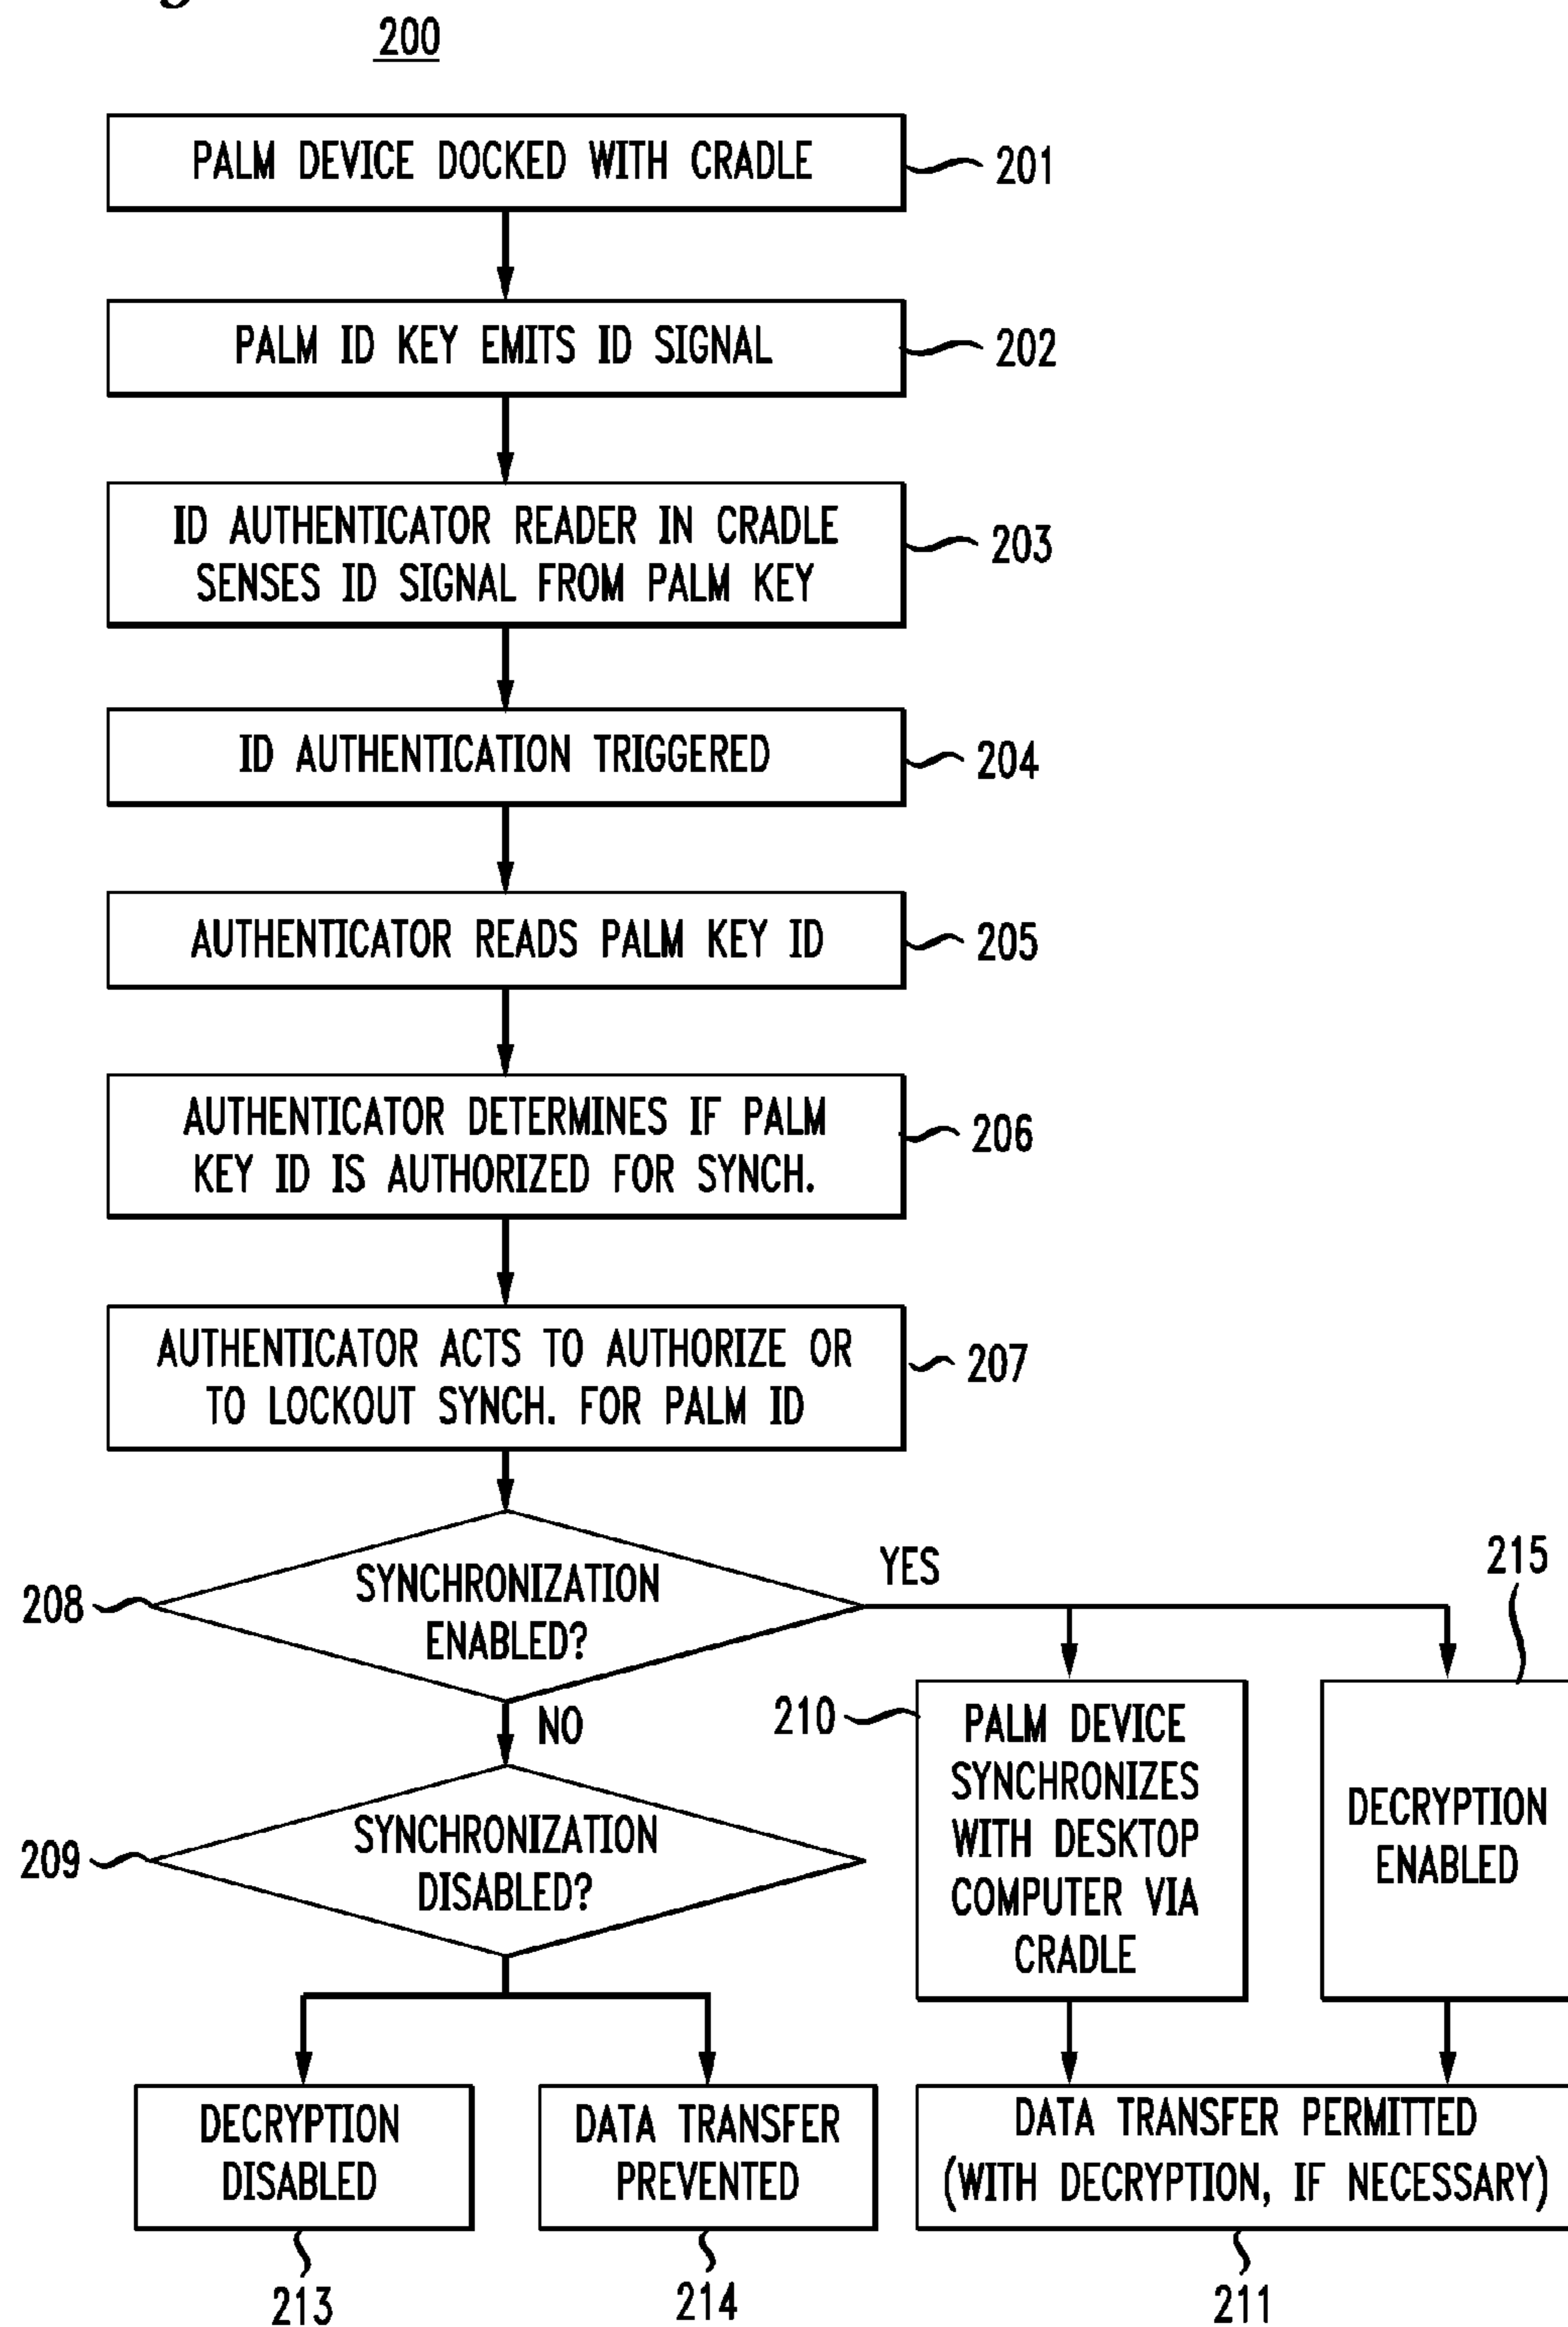 200
PALM DEVICE DOCKED WITH CRADLE
201
PALM ID KEY EMITS ID SIGNAL
202
ID AUTHENTICATOR READER IN CRADLE
SENSES ID SIGNAL FROM PALM KEY
203
ID AUTHENTICATION TRIGGERED
204
AUTHENTICATOR READS PALM KEY ID
205
AUTHENTICATOR DETERMINES IF PALM
KEY ID IS AUTHORIZED FOR SYNCH.
206
AUTHENTICATOR ACTS TO AUTHORIZE OR
TO LOCKOUT SYNCH. FOR PALM ID
207
208
SYNCHRONIZATION
ENABLED?
YES
NO
209
SYNCHRONIZATION
DISABLED?
210
PALM DEVICE
SYNCHRONIZES
WITH DESKTOP
COMPUTER VIA
CRADLE
215
DECRYPTION
ENABLED
DECRYPTION
DISABLED
213
DATA TRANSFER
PREVENTED
214
DATA TRANSFER PERMITTED
(WITH DECRYPTION, IF NECESSARY)
211